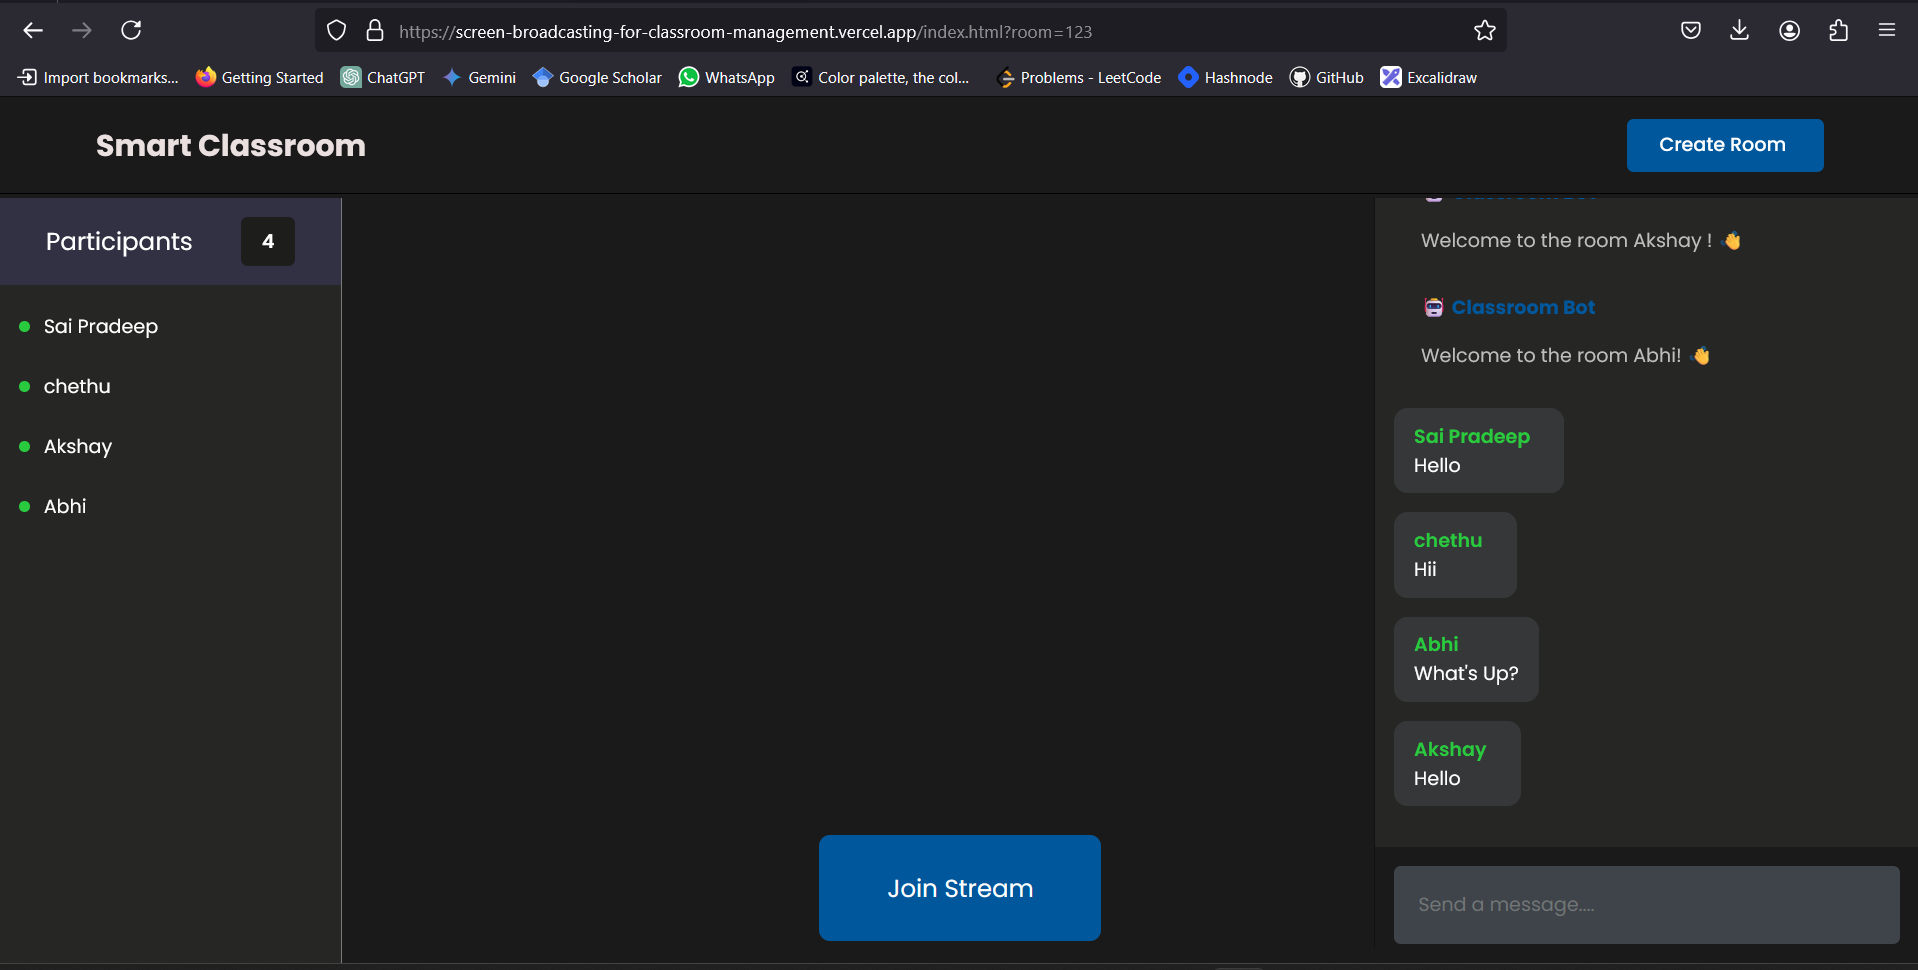 https://screen-broadcasting-for-classroom-management.vercel.app/index.html?room=123
Import bookmarks... Getting Started ChatGPT Gemini Google Scholar WhatsApp Color palette, the col... Problems - LeetCode Hashnode GitHub Excalidraw
Smart Classroom
Create Room
Participants 4
Sai Pradeep
chethu
Akshay
Abhi
Join Stream
Classroom Bot
Welcome to the room Akshay ! 👋
Classroom Bot
Welcome to the room Abhi! 👋
Sai Pradeep
Hello
chethu
Hii
Abhi
What's Up?
Akshay
Hello
Send a message....